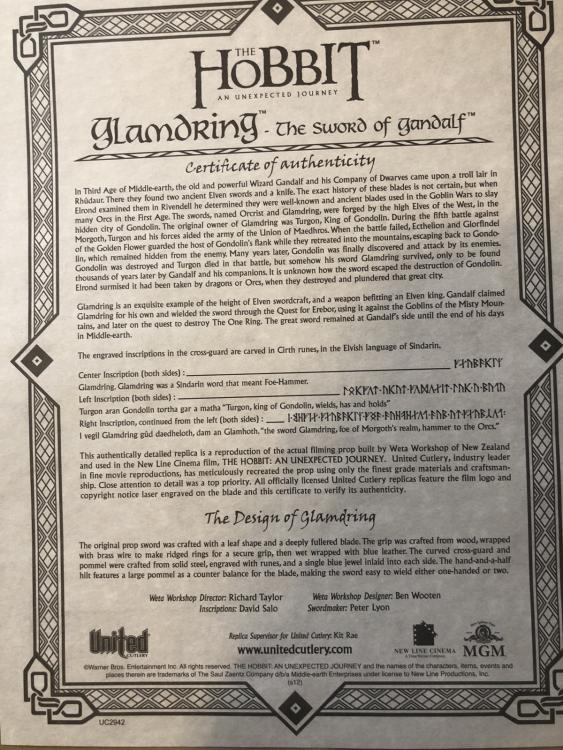 THE
HOBBIT™
AN UNEXPECTED JOURNEY
Glamdring™ - The Sword of Gandalf™
Certificate of authenticity
In Third Age of Middle-earth, the old and powerful Wizard Gandalf and his Company of Dwarves came upon a troll lair in
Rhûdaur. There they found two ancient Elven swords and a knife. The exact history of these blades is not certain, but when
Elrond examined them in Rivendell he determined they were well-known and ancient blades used in the Goblin Wars to slay
many Orcs in the First Age. The swords, named Orcrist and Glamdring, were forged by the high Elves of the West, in the
hidden city of Gondolin. The original owner of Glamdring was Turgon, King of Gondolin. During the fifth battle against
Morgoth, Turgon and his forces aided the army of the Union of Maedhros. When the battle failed, Ecthelion and Glorfindel
of the Golden Flower guarded the host of Gondolin's flank while they retreated into the mountains, escaping back to Gondo-
lin, which remained hidden from the enemy. Many years later, Gondolin was finally discovered and attack by its enemies.
Gondolin was destroyed and Turgon died in that battle, but somehow his sword Glamdring survived, only to be found
thousands of years later by Gandalf and his companions. It is unknown how the sword escaped the destruction of Gondolin.
Elrond surmised it had been taken by dragons or Orcs, when they destroyed and plundered that great city.
Glamdring is an exquisite example of the height of Elven swordcraft, and a weapon befitting an Elven king. Gandalf claimed
Glamdring for his own and wielded the sword through the Quest for Erebor, using it against the Goblins of the Misty Moun-
tains, and later on the quest to destroy The One Ring. The great sword remained at Gandalf's side until the end of his days
in Middle-earth.
The engraved inscriptions in the cross-guard are carved in Cirth runes, in the Elvish language of Sindarin.
Center Inscription (both sides) :
Glamdring. Glamdring was a Sindarin word that meant Foe-Hammer.
Left Inscription (both sides) :
Turgon aran Gondolin tortha gar a matha "Turgon, king of Gondolin, wields, has and holds"
Right Inscription, continued from the left (both sides) :
I vegil Glamdring gûd daedheloth, dam an Glamhoth. "the sword Glamdring, foe of Morgoth's realm, hammer to the Orcs."
This authentically detailed replica is a reproduction of the actual filming prop built by Weta Workshop of New Zealand
and used in the New Line Cinema film, THE HOBBIT: AN UNEXPECTED JOURNEY. United Cutlery, industry leader
in fine movie reproductions, has meticulously recreated the prop using only the finest grade materials and craftsman-
ship. Close attention to detail was a top priority. All officially licensed United Cutlery replicas feature the film logo and
copyright notice laser engraved on the blade and this certificate to verify its authenticity.
The Design of Glamdring
The original prop sword was crafted with a leaf shape and a deeply fullered blade. The grip was crafted from wood, wrapped
with brass wire to make ridged rings for a secure grip, then wet wrapped with blue leather. The curved cross-guard and
pommel were crafted from solid steel, engraved with runes, and a single blue jewel inlaid into each side. The hand-and-a-half
hilt features a large pommel as a counter balance for the blade, making the sword easy to wield either one-handed or two.
Weta Workshop Director: Richard Taylor Weta Workshop Designer: Ben Wooten
Inscriptions: David Salo Swordmaker: Peter Lyon
Replica Supervisor for United Cutlery: Kit Rae
United CUTLERY www.unitedcutlery.com NEW LINE CINEMA MGM
©Warner Bros. Entertainment Inc. All rights reserved. THE HOBBIT: AN UNEXPECTED JOURNEY and the names of the characters, items, events and
places therein are trademarks of The Saul Zaentz Company d/b/a Middle-earth Enterprises under license to New Line Productions, Inc.
(s12)
UC2942